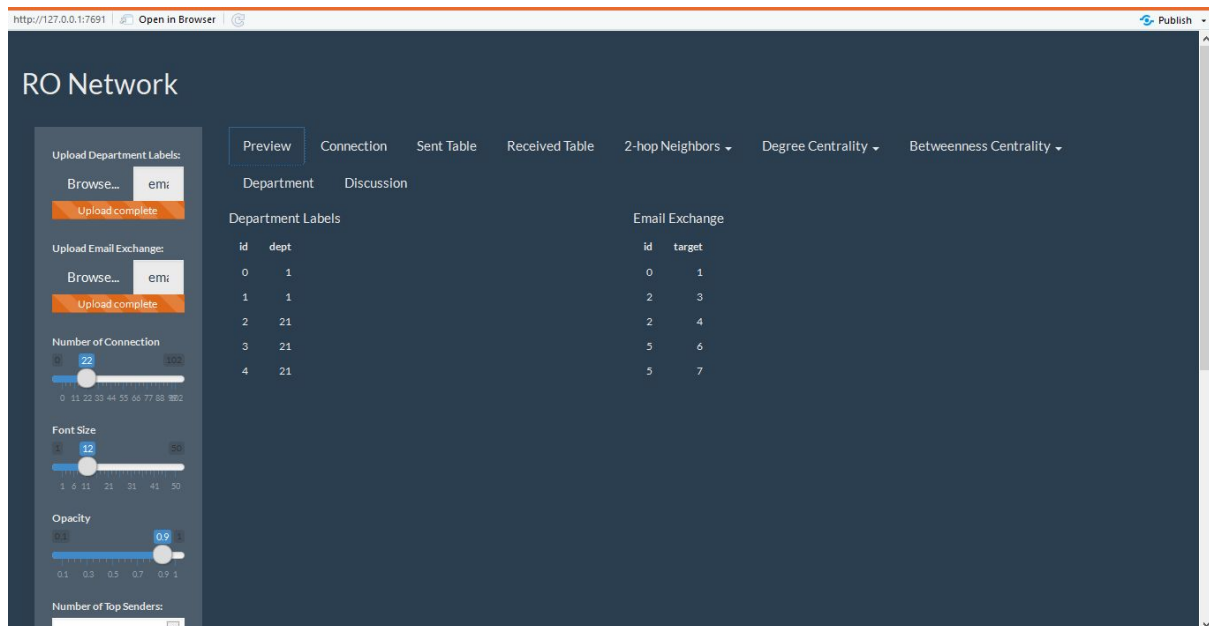 http://127.0.0.1:7691 Open in Browser Publish
RO Network
Upload Department Labels:
Browse... ema
Upload complete
Upload Email Exchange:
Browse... ema
Upload complete
Number of Connection
0 22 102
0 11 22 33 44 55 66 77 88 102
Font Size
1 12 50
1 6 11 21 31 41 50
Opacity
0.1 0.9 1
0.1 0.3 0.5 0.7 0.9 1
Number of Top Senders:
Preview Connection Sent Table Received Table 2-hop Neighbors Degree Centrality Betweenness Centrality
Department Discussion
Department Labels
id dept
0 1
1 1
2 21
3 21
4 21
Email Exchange
id target
0 1
2 3
2 4
5 6
5 7